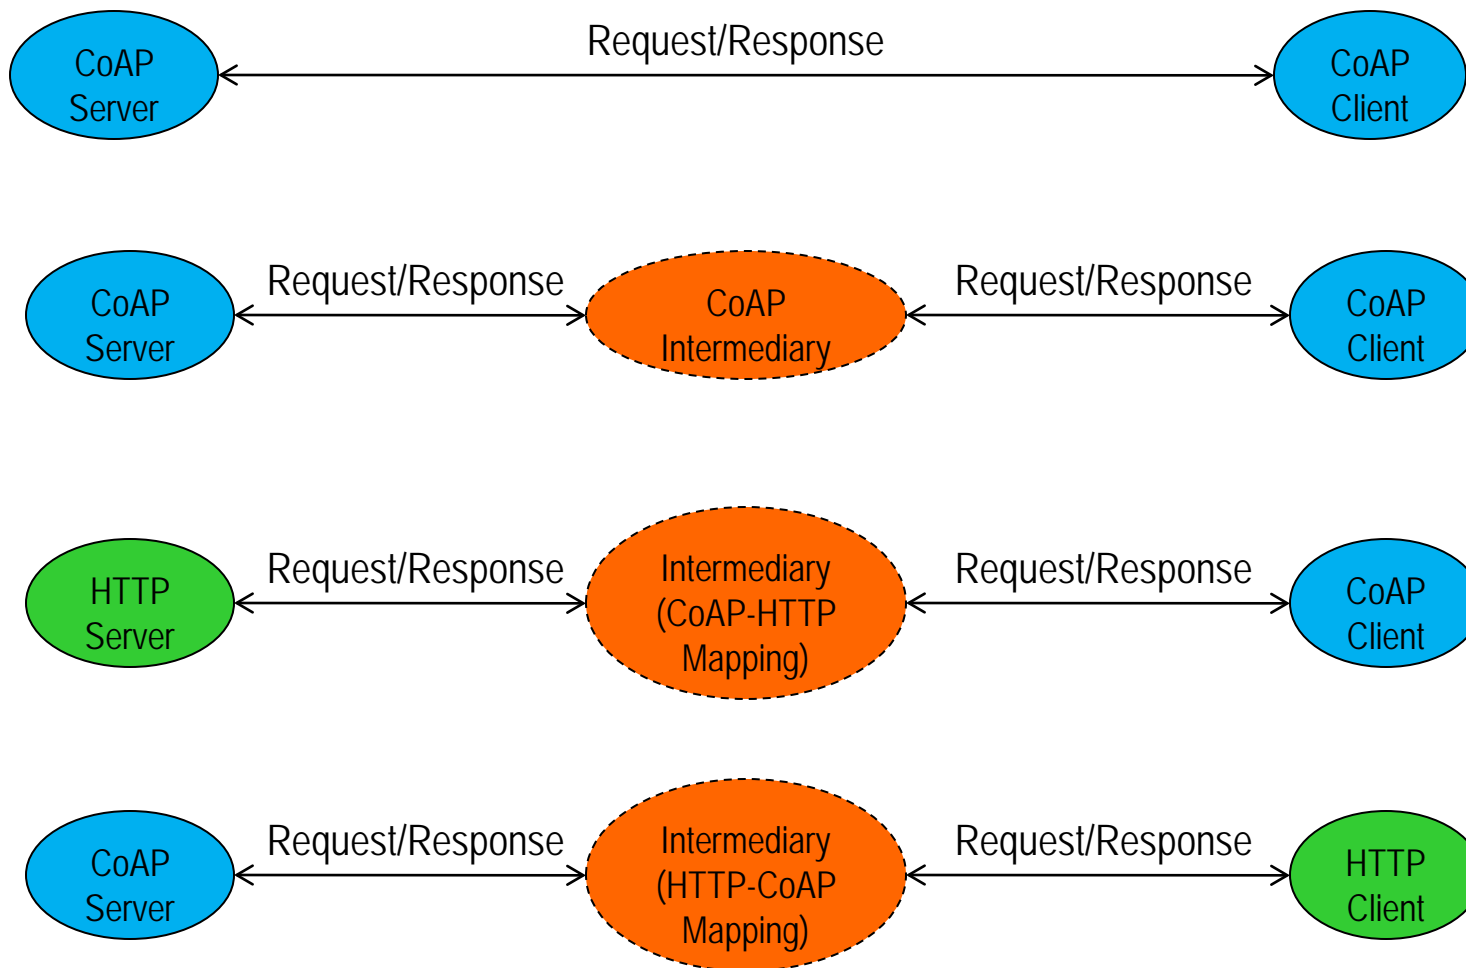 Request/Response
CoAP
Server
CoAP
Client
Request/Response
Request/Response
CoAP
Server
CoAP
Intermediary
CoAP
Client
Request/Response
Request/Response
HTTP
Server
Intermediary
(CoAP-HTTP
Mapping)
CoAP
Client
Request/Response
Request/Response
CoAP
Server
Intermediary
(HTTP-CoAP
Mapping)
HTTP
Client